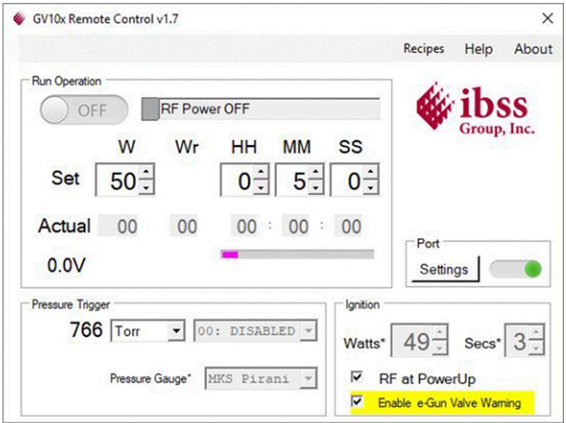 GV10x Remote Control v1.7
Recipes Help About
Run Operation
OFF
RF Power OFF
ibss
Group, Inc.
W Wr HH MM SS
Set 50 0 5 0
Actual 00 00 00 : 00 : 00
0.0V
Port
Settings
Pressure Trigger
766 Torr 00: DISABLED
Pressure Gauge* MKS Pirani
Ignition
Watts* 49 Secs* 3
RF at PowerUp
Enable e-Gun Valve Warning